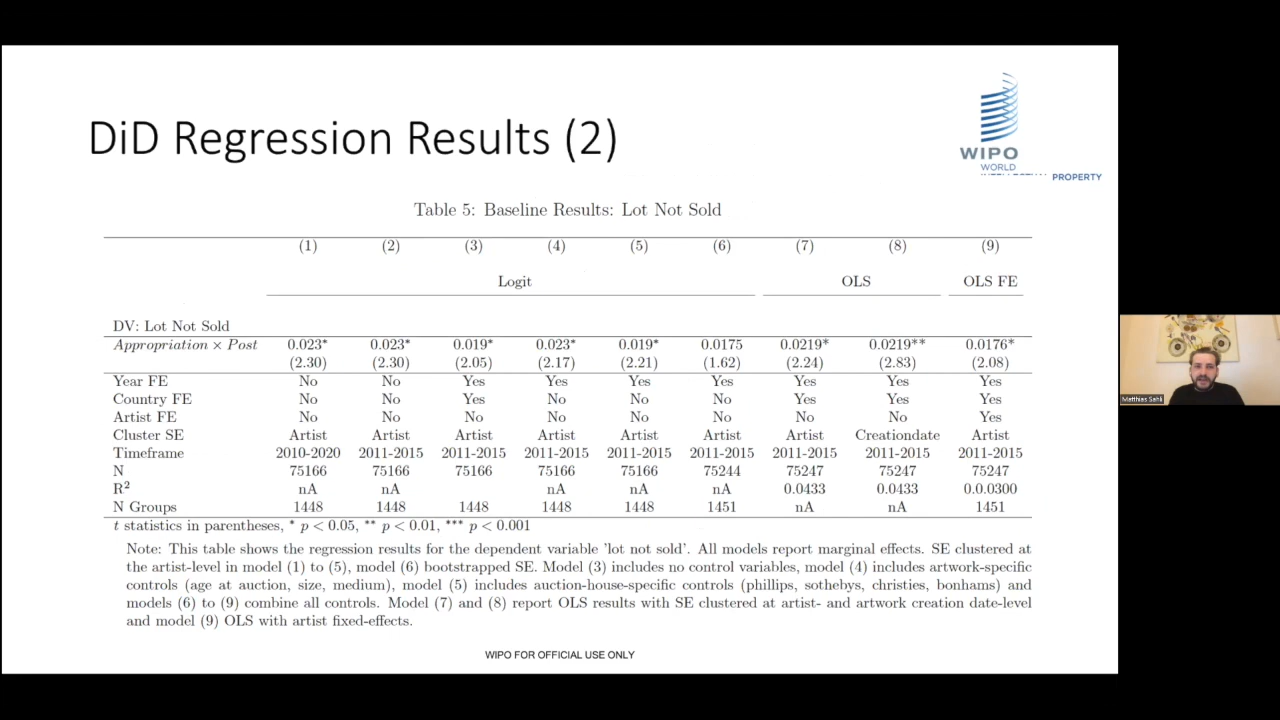 DiD Regression Results (2)
WIPO
WORLD
PROPERTY
Table 5: Baseline Results: Lot Not Sold
(1) (2) (3) (4) (5) (6) (7) (8) (9)
Logit OLS OLS FE
DV: Lot Not Sold
Appropriation × Post 0.023* 0.023* 0.019* 0.023* 0.019* 0.0175 0.0219* 0.0219** 0.0176*
(2.30) (2.30) (2.05) (2.17) (2.21) (1.62) (2.24) (2.83) (2.08)
Year FE No No Yes Yes Yes Yes Yes Yes Yes
Country FE No No Yes No No No Yes Yes Yes
Artist FE No No No No No No No No Yes
Cluster SE Artist Artist Artist Artist Artist Artist Artist Creationdate Artist
Timeframe 2010-2020 2011-2015 2011-2015 2011-2015 2011-2015 2011-2015 2011-2015 2011-2015 2011-2015
N 75166 75166 75166 75166 75166 75244 75247 75247 75247
R² nA nA nA nA nA 0.0433 0.0433 0.0.0300
N Groups 1448 1448 1448 1448 1448 1451 nA nA 1451
t statistics in parentheses, * p < 0.05, ** p < 0.01, *** p < 0.001
Note: This table shows the regression results for the dependent variable 'lot not sold'. All models report marginal effects. SE clustered at
the artist-level in model (1) to (5), model (6) bootstrapped SE. Model (3) includes no control variables, model (4) includes artwork-specific
controls (age at auction, size, medium), model (5) includes auction-house-specific controls (phillips, sothebys, christies, bonhams) and
models (6) to (9) combine all controls. Model (7) and (8) report OLS results with SE clustered at artist- and artwork creation date-level
and model (9) OLS with artist fixed-effects.
WIPO FOR OFFICIAL USE ONLY
Matthias Sahli